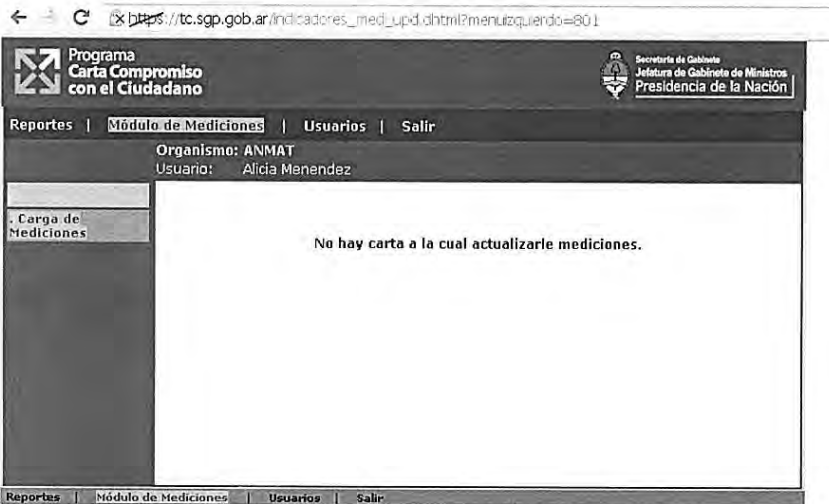 https://tc.sgp.gob.ar/indicadores_med_upd.dhtml?menuizquierdo=801
Programa
Carta Compromiso
con el Ciudadano
Secretaría de Gabinete
Jefatura de Gabinete de Ministros
Presidencia de la Nación
Reportes | Módulo de Mediciones | Usuarios | Salir
Organismo: ANMAT
Usuario: Alicia Menendez
. Carga de
Mediciones
No hay carta a la cual actualizarle mediciones.
Reportes | Módulo de Mediciones | Usuarios | Salir